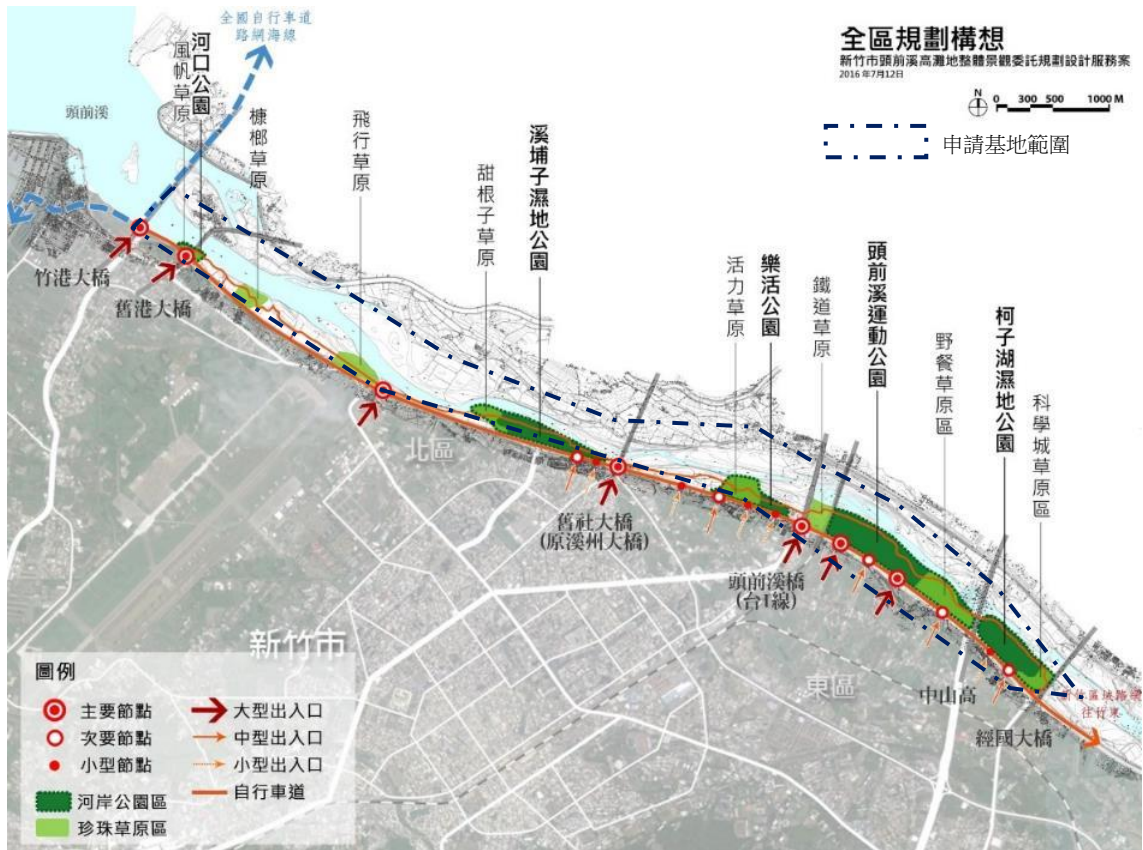 全區規劃構想
新竹市頭前溪高灘地整體景觀委託規劃設計服務案
2016 年7月12日
N
0 300 500 1000 M
申請基地範圍
全國自行車道
路網海線
頭前溪
風帆草原
河口公園
榔榔草原
飛行草原
甜根子草原
溪埔子濕地公園
活力草原
樂活公園
鐵道草原
頭前溪運動公園
野餐草原區
柯子湖濕地公園
科學城草原區
竹港大橋
舊港大橋
北區
舊社大橋
(原溪州大橋)
頭前溪橋
(台1線)
新竹市
東區
中山高
經國大橋
往竹東
圖例
主要節點
次要節點
小型節點
河岸公園區
珍珠草原區
大型出入口
中型出入口
小型出入口
自行車道